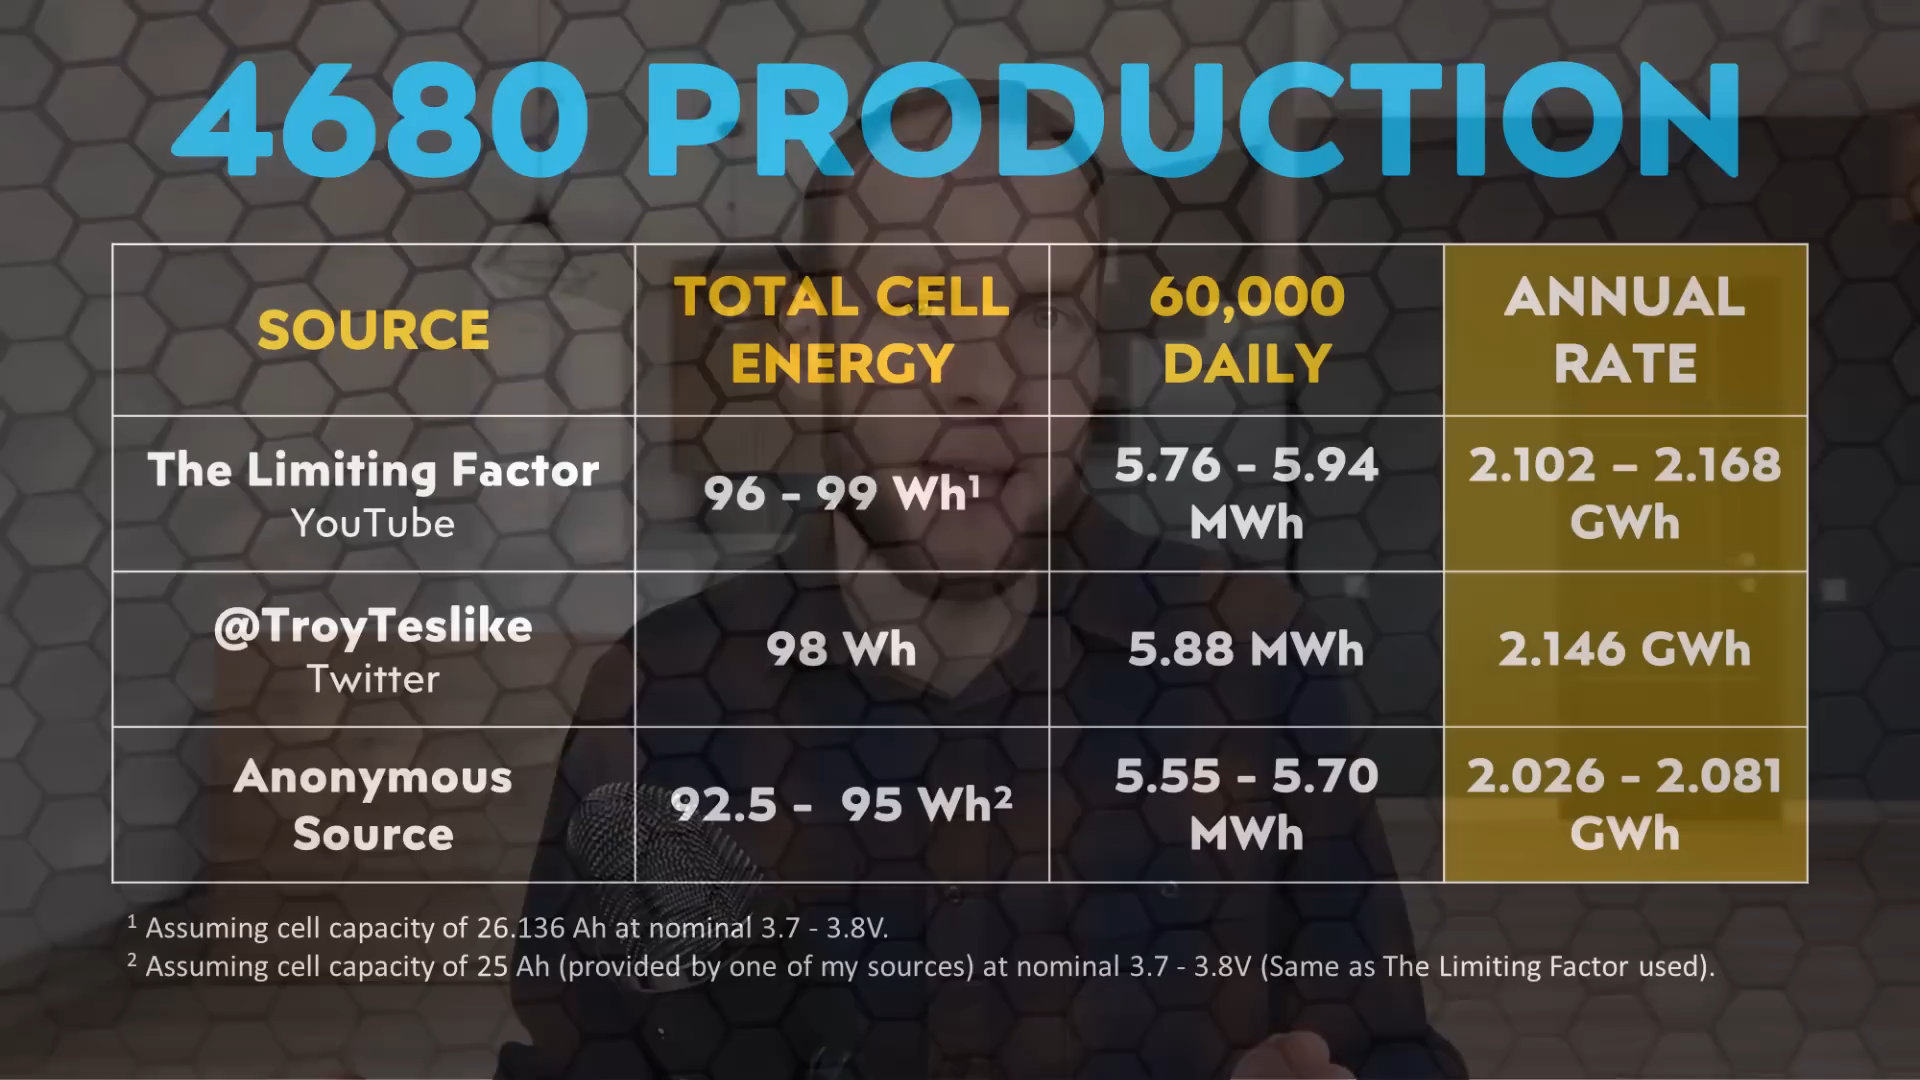 4680 PRODUCTION
SOURCE
TOTAL CELL
ENERGY
60,000
DAILY
ANNUAL
RATE
The Limiting Factor
YouTube
96 - 99 Wh¹
5.76 - 5.94
MWh
2.102 – 2.168
GWh
@TroyTeslike
Twitter
98 Wh
5.88 MWh
2.146 GWh
Anonymous
Source
92.5 - 95 Wh²
5.55 - 5.70
MWh
2.026 - 2.081
GWh
¹ Assuming cell capacity of 26.136 Ah at nominal 3.7 - 3.8V.
² Assuming cell capacity of 25 Ah (provided by one of my sources) at nominal 3.7 - 3.8V (Same as The Limiting Factor used).